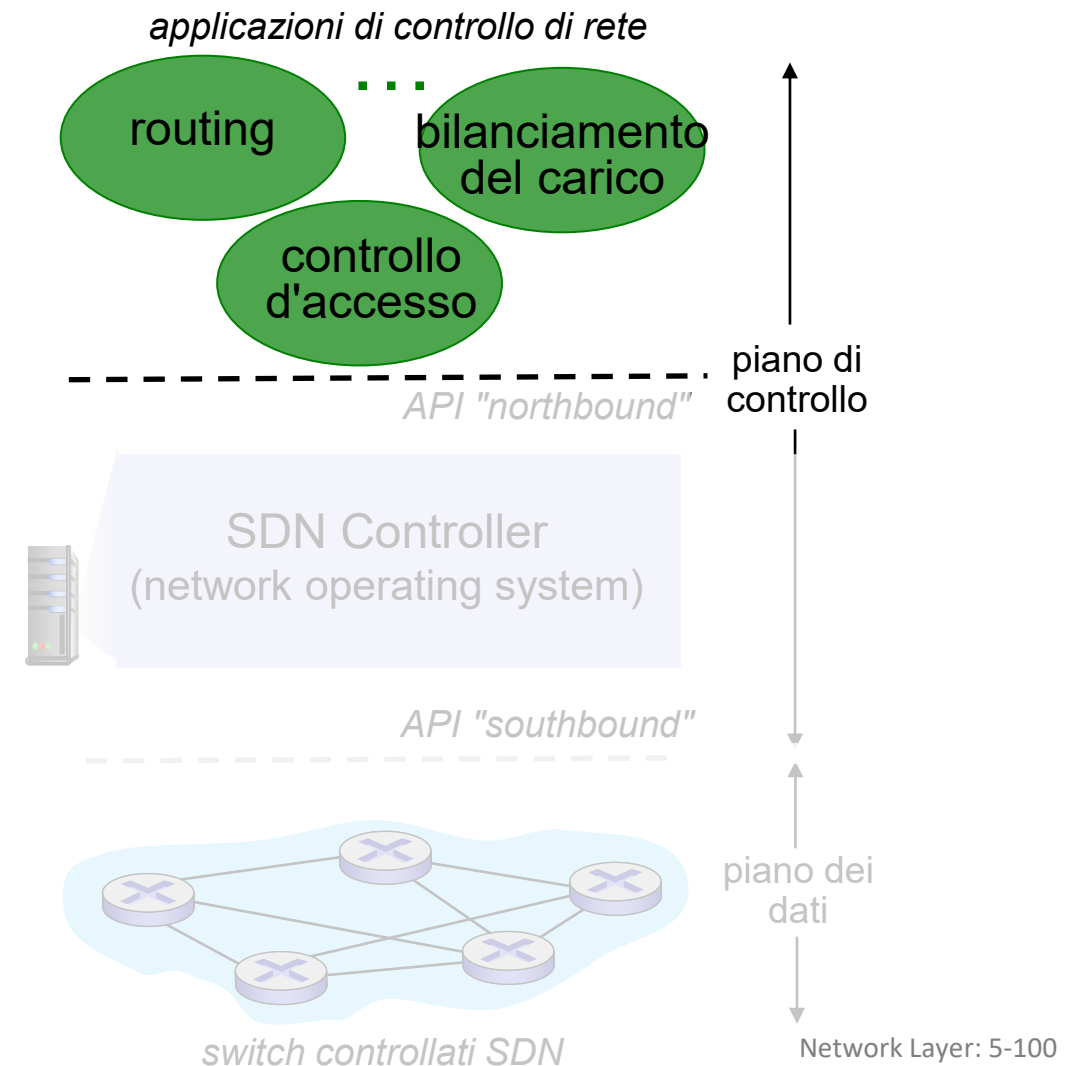 applicazioni di controllo di rete
routing
...
bilanciamento
del carico
controllo
d'accesso
piano di
controllo
API "northbound"
SDN Controller
(network operating system)
API "southbound"
piano dei
dati
switch controllati SDN
Network Layer: 5-100